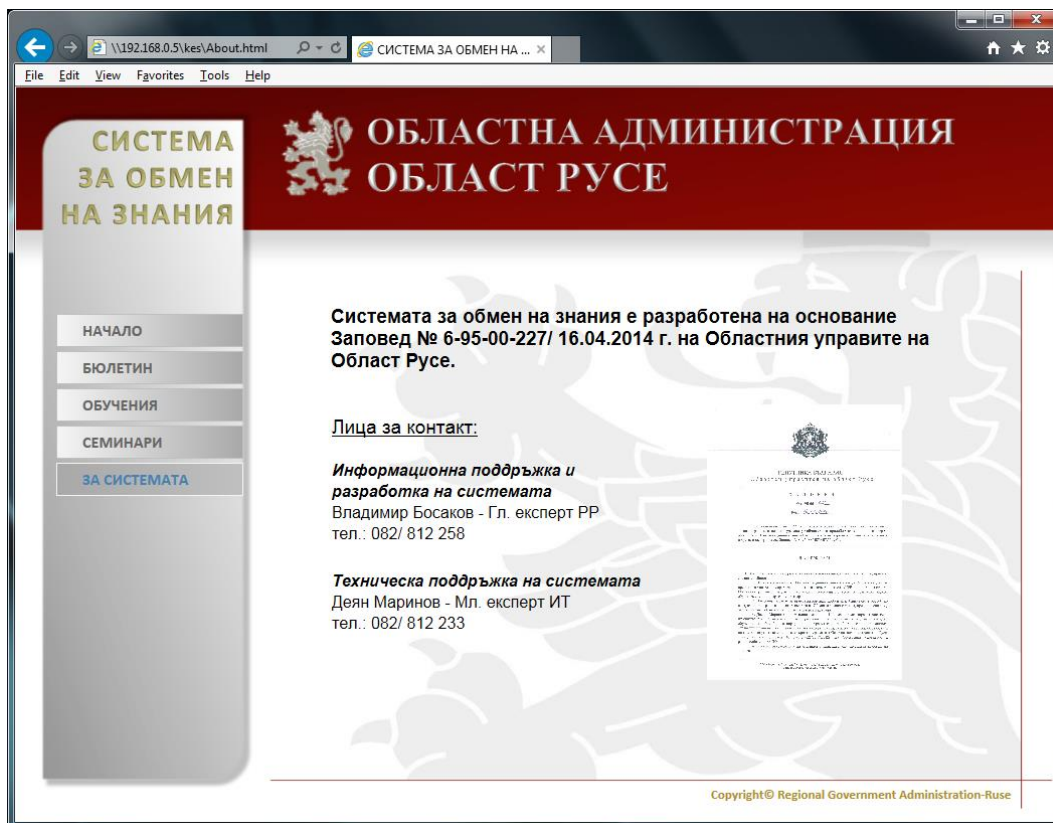 \\192.168.0.5\kes\About.html
СИСТЕМА ЗА ОБМЕН НА ...
File Edit View Favorites Tools Help
СИСТЕМА
ЗА ОБМЕН
НА ЗНАНИЯ
ОБЛАСТНА АДМИНИСТРАЦИЯ
ОБЛАСТ РУСЕ
НАЧАЛО
БЮЛЕТИН
ОБУЧЕНИЯ
СЕМИНАРИ
ЗА СИСТЕМАТА
Системата за обмен на знания е разработена на основание
Заповед № 6-95-00-227/ 16.04.2014 г. на Областния управите на
Област Русе.
Лица за контакт:
Информационна поддръжка и
разработка на системата
Владимир Босаков - Гл. експерт РР
тел.: 082/ 812 258
Техническа поддръжка на системата
Деян Маринов - Мл. експерт ИТ
тел.: 082/ 812 233
Copyright© Regional Government Administration-Ruse